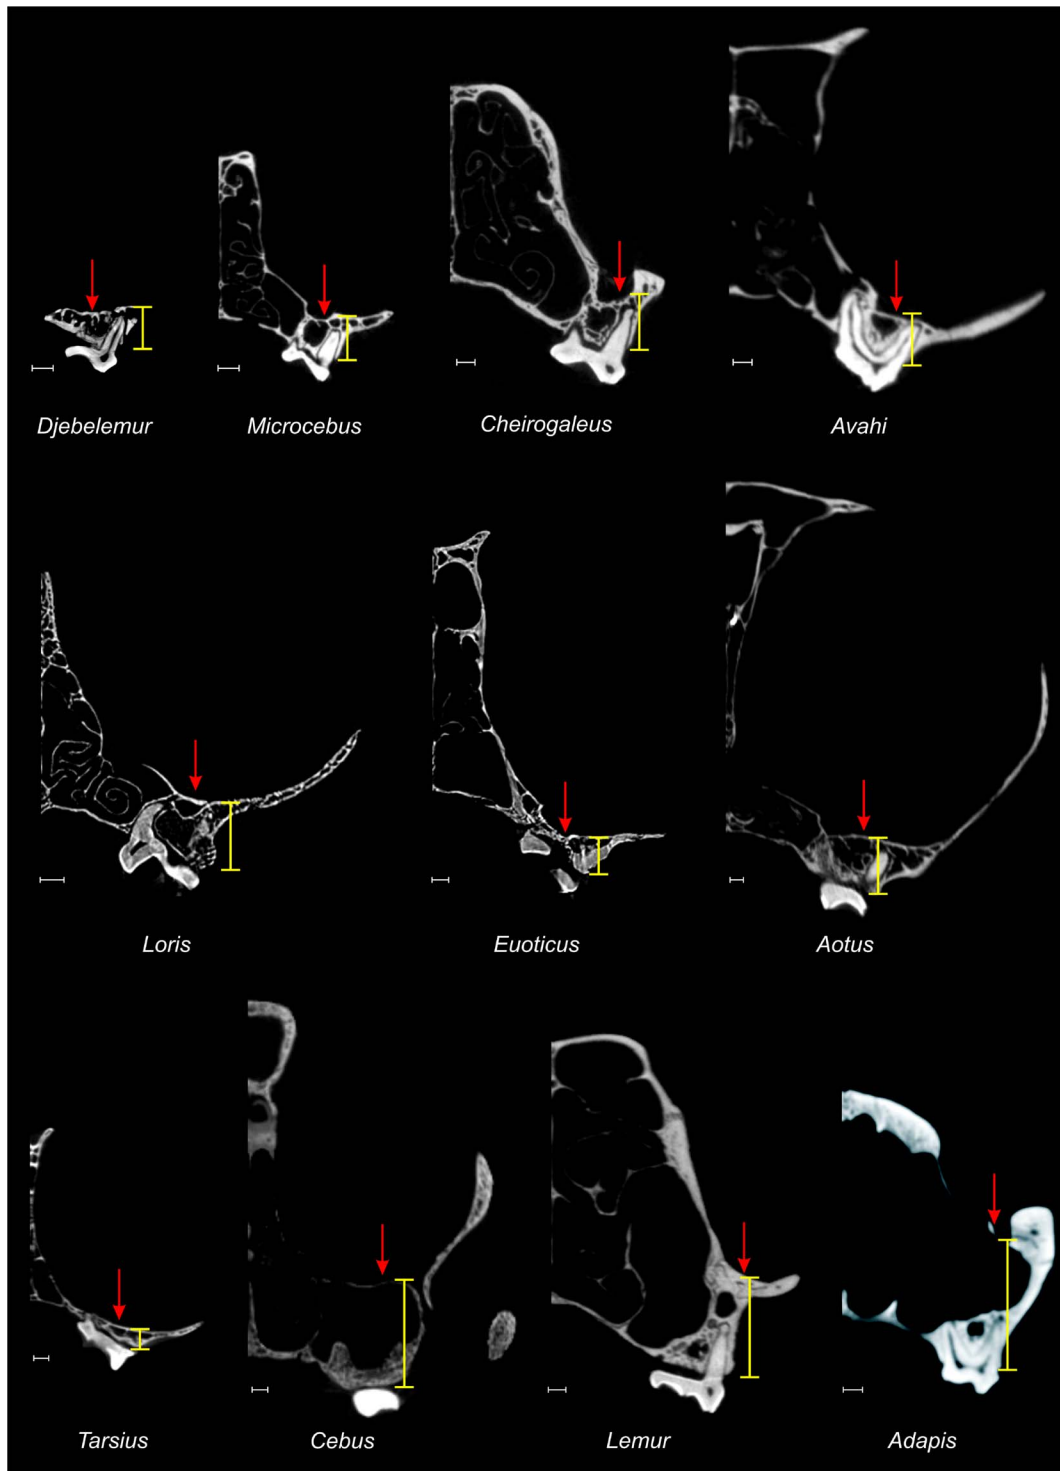 Djebelemur
Microcebus
Cheirogaleus
Avahi
Loris
Euoticus
Aotus
Tarsius
Cebus
Lemur
Adapis